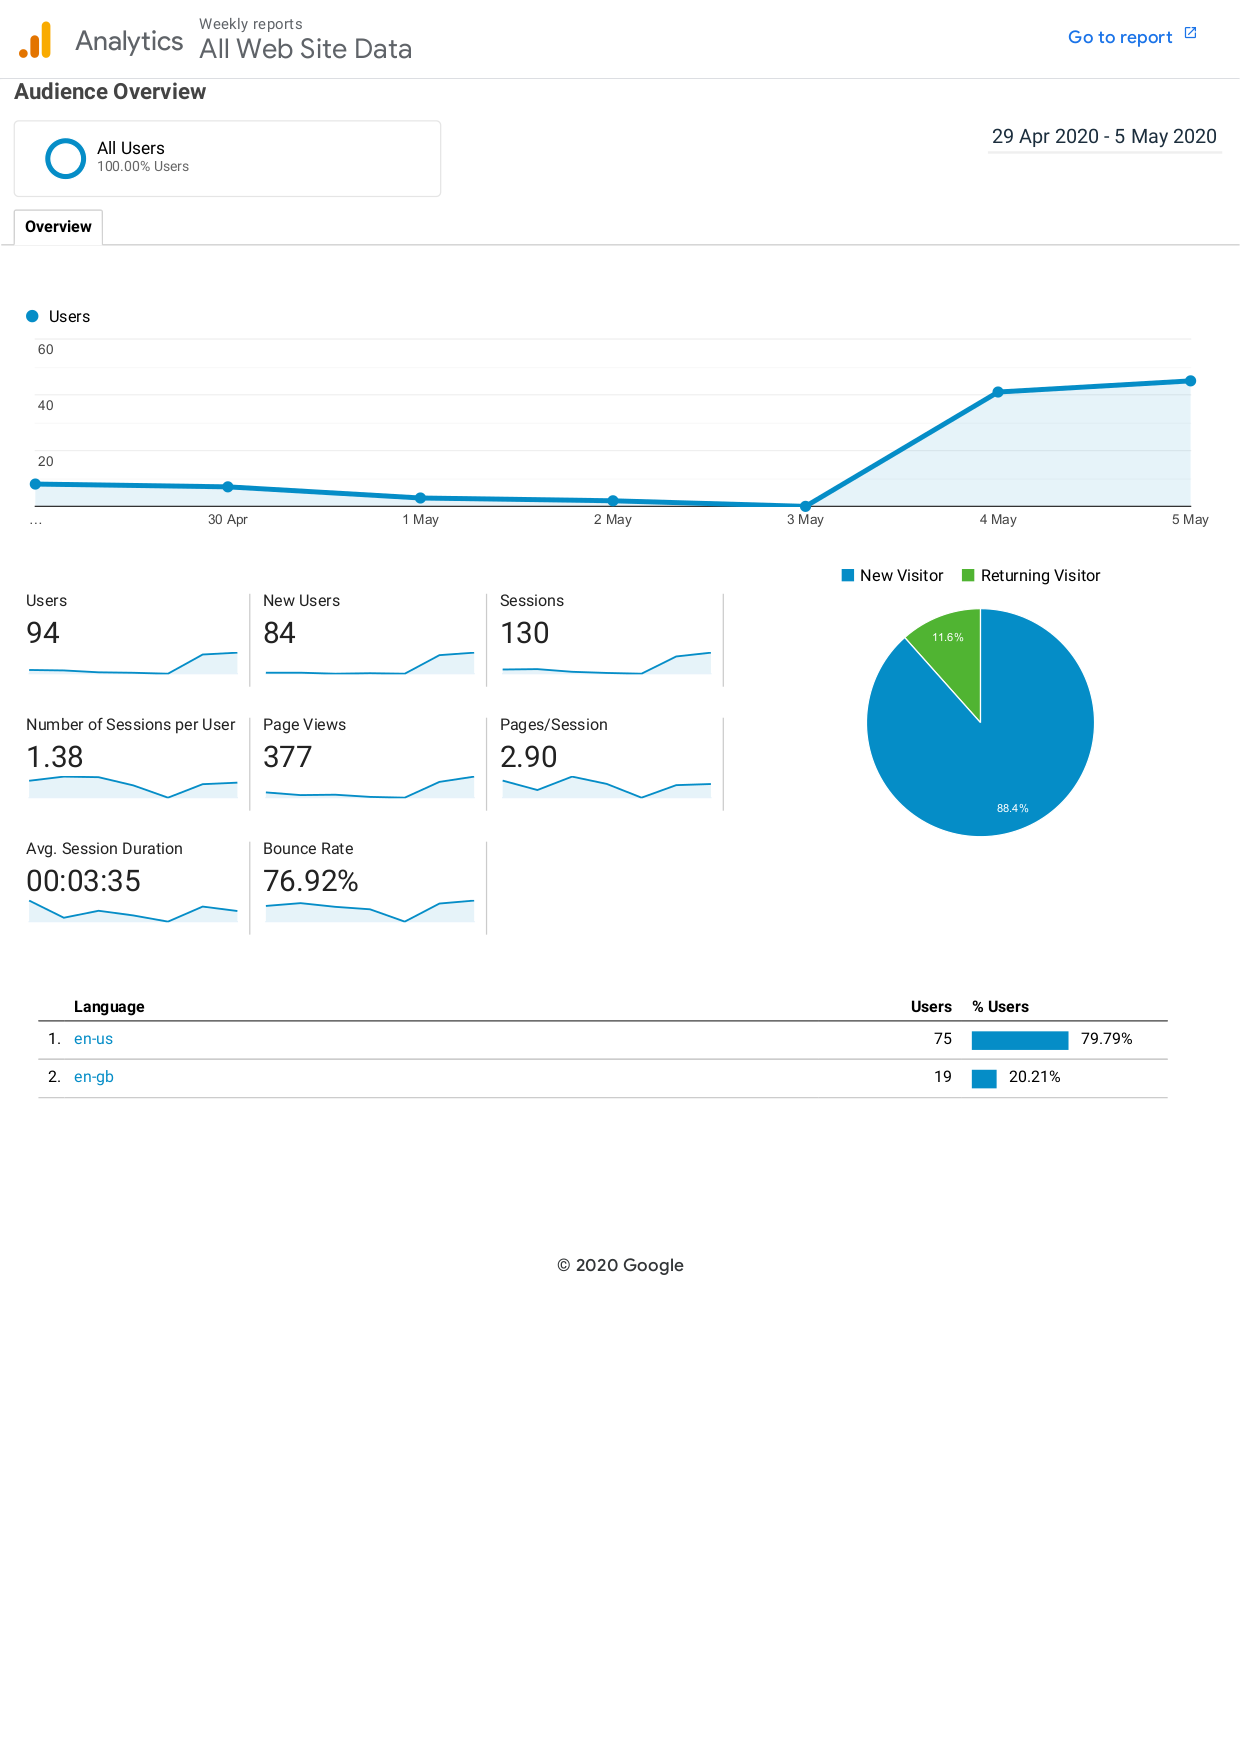 Analytics
Weekly reports
All Web Site Data
Go to report
Audience Overview
All Users
100.00% Users
29 Apr 2020 - 5 May 2020
Overview
Users
60
40
20
...
30 Apr
1 May
2 May
3 May
4 May
5 May
New Visitor
Returning Visitor
11.6%
88.4%
Users
94
New Users
84
Sessions
130
Number of Sessions per User
1.38
Page Views
377
Pages/Session
2.90
Avg. Session Duration
00:03:35
Bounce Rate
76.92%
Language Users % Users
1. en-us 75 79.79%
2. en-gb 19 20.21%
© 2020 Google